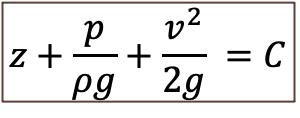 z + p/ρg + v²/2g = C